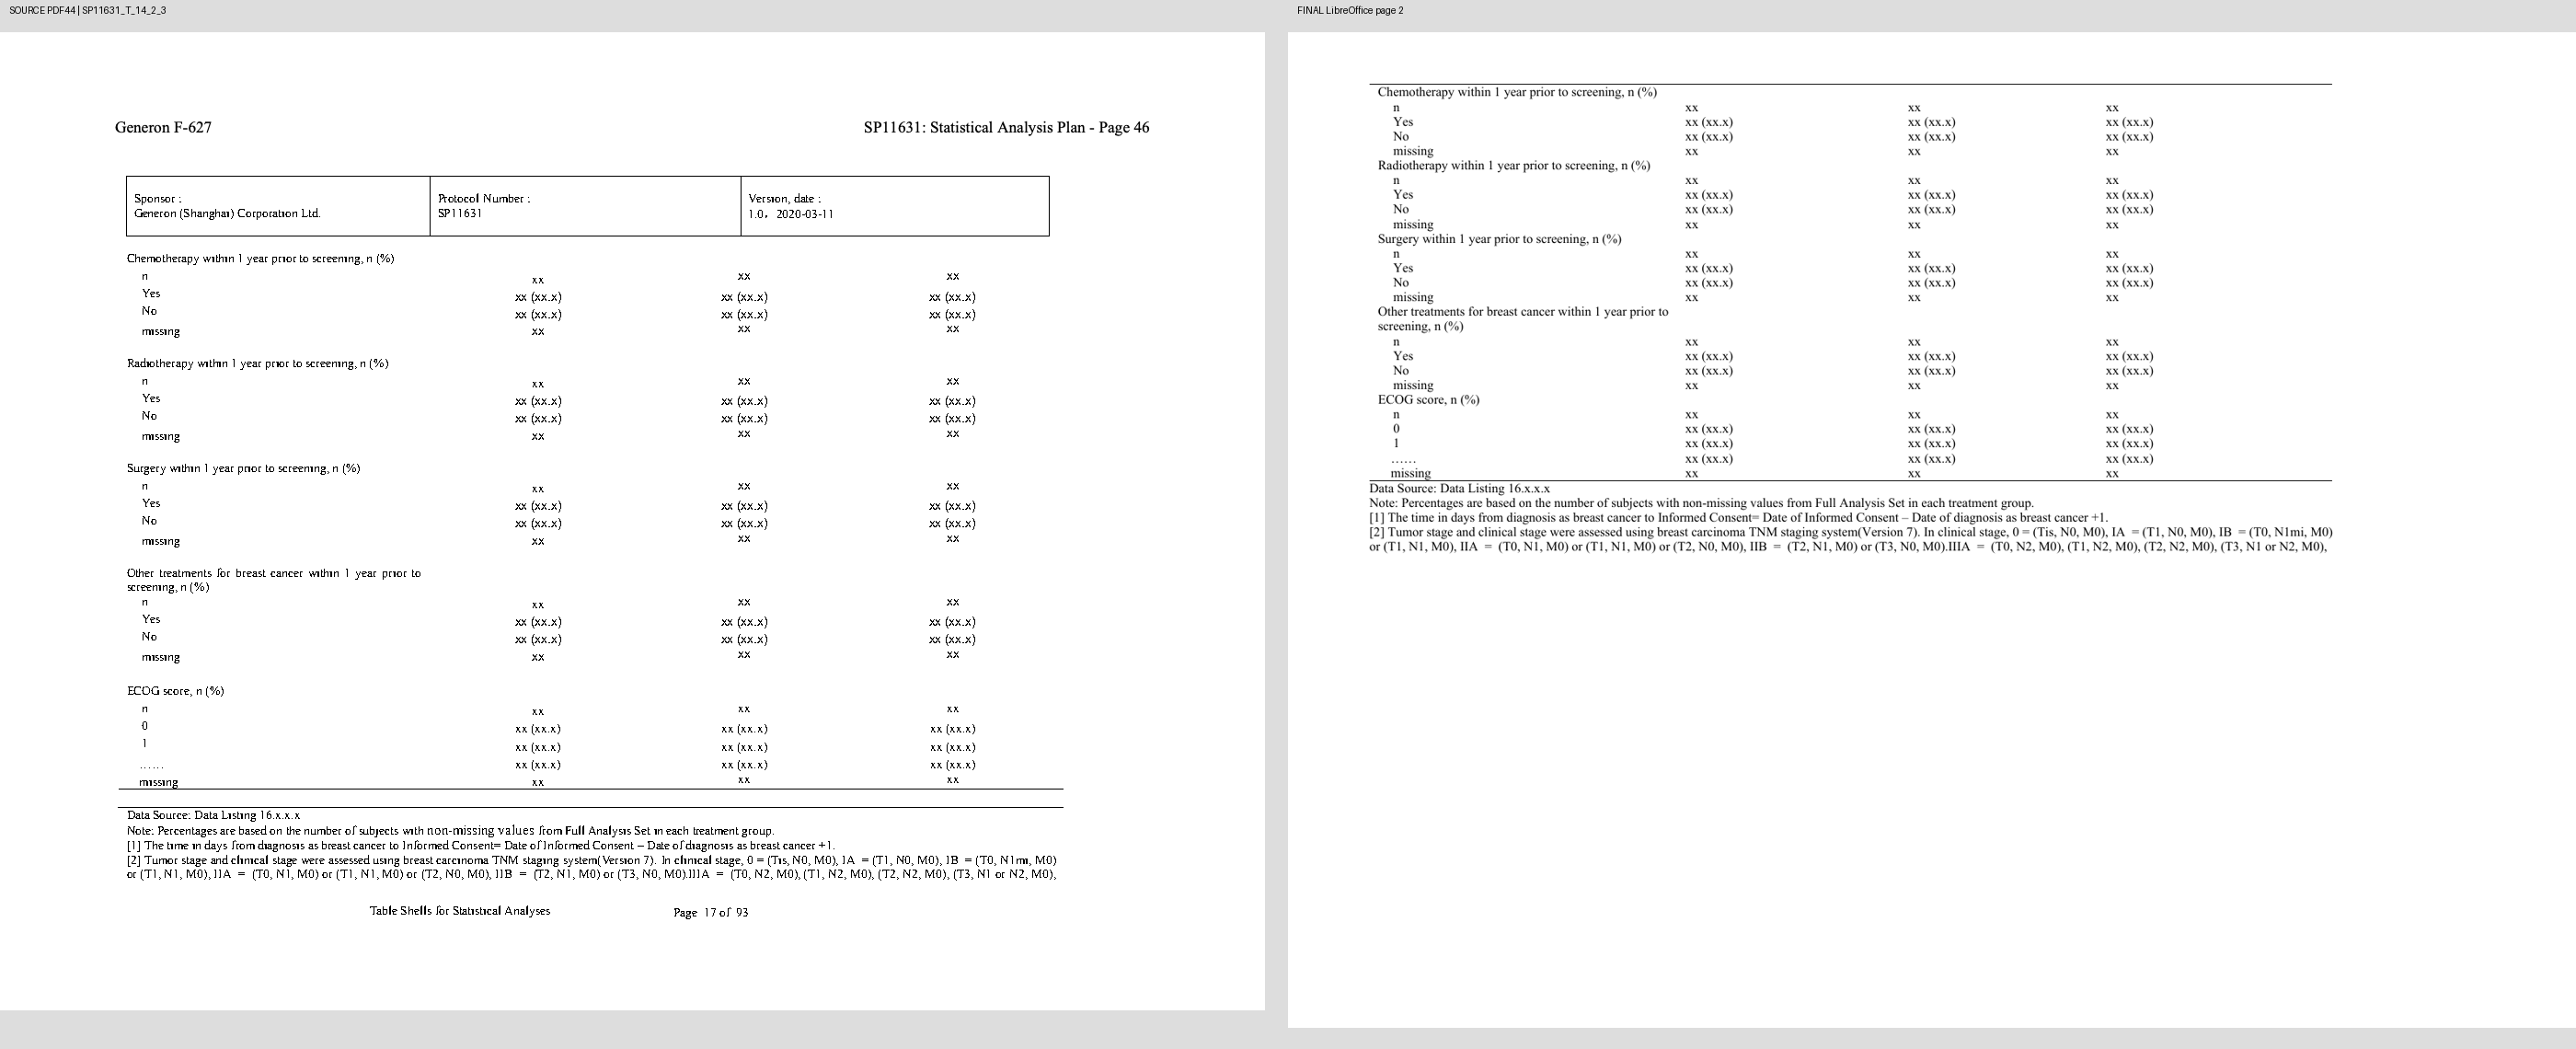 SOURCE PDF44 | SP11631_T_14_2_3
Generon F-627 SP11631: Statistical Analysis Plan - Page 46
Sponsor : Protocol Number : Version, date :
Generon (Shanghai) Corporation Ltd. SP11631 1.0, 2020-03-11
Chemotherapy within 1 year prior to screening, n (%)
n xx xx xx
Yes xx (xx.x) xx (xx.x) xx (xx.x)
No xx (xx.x) xx (xx.x) xx (xx.x)
missing xx xx xx
Radiotherapy within 1 year prior to screening, n (%)
n xx xx xx
Yes xx (xx.x) xx (xx.x) xx (xx.x)
No xx (xx.x) xx (xx.x) xx (xx.x)
missing xx xx xx
Surgery within 1 year prior to screening, n (%)
n xx xx xx
Yes xx (xx.x) xx (xx.x) xx (xx.x)
No xx (xx.x) xx (xx.x) xx (xx.x)
missing xx xx xx
Other treatments for breast cancer within 1 year prior to
screening, n (%)
n xx xx xx
Yes xx (xx.x) xx (xx.x) xx (xx.x)
No xx (xx.x) xx (xx.x) xx (xx.x)
missing xx xx xx
ECOG score, n (%)
n xx xx xx
0 xx (xx.x) xx (xx.x) xx (xx.x)
1 xx (xx.x) xx (xx.x) xx (xx.x)
...... xx (xx.x) xx (xx.x) xx (xx.x)
missing xx xx xx
Data Source: Data Listing 16.x.x.x
Note: Percentages are based on the number of subjects with non-missing values from Full Analysis Set in each treatment group.
[1] The time in days from diagnosis as breast cancer to Informed Consent= Date of Informed Consent – Date of diagnosis as breast cancer +1.
[2] Tumor stage and clinical stage were assessed using breast carcinoma TNM staging system(Version 7). In clinical stage, 0 = (Tis, N0, M0), IA = (T1, N0, M0), IB = (T0, N1mi, M0)
or (T1, N1, M0), IIA = (T0, N1, M0) or (T1, N1, M0) or (T2, N0, M0), IIB = (T2, N1, M0) or (T3, N0, M0).IIIA = (T0, N2, M0), (T1, N2, M0), (T2, N2, M0), (T3, N1 or N2, M0),
Table Shells for Statistical Analyses Page 17 of 93
FINAL LibreOffice page 2
Chemotherapy within 1 year prior to screening, n (%)
n xx xx xx
Yes xx (xx.x) xx (xx.x) xx (xx.x)
No xx (xx.x) xx (xx.x) xx (xx.x)
missing xx xx xx
Radiotherapy within 1 year prior to screening, n (%)
n xx xx xx
Yes xx (xx.x) xx (xx.x) xx (xx.x)
No xx (xx.x) xx (xx.x) xx (xx.x)
missing xx xx xx
Surgery within 1 year prior to screening, n (%)
n xx xx xx
Yes xx (xx.x) xx (xx.x) xx (xx.x)
No xx (xx.x) xx (xx.x) xx (xx.x)
missing xx xx xx
Other treatments for breast cancer within 1 year prior to
screening, n (%)
n xx xx xx
Yes xx (xx.x) xx (xx.x) xx (xx.x)
No xx (xx.x) xx (xx.x) xx (xx.x)
missing xx xx xx
ECOG score, n (%)
n xx xx xx
0 xx (xx.x) xx (xx.x) xx (xx.x)
1 xx (xx.x) xx (xx.x) xx (xx.x)
...... xx (xx.x) xx (xx.x) xx (xx.x)
missing xx xx xx
Data Source: Data Listing 16.x.x.x
Note: Percentages are based on the number of subjects with non-missing values from Full Analysis Set in each treatment group.
[1] The time in days from diagnosis as breast cancer to Informed Consent= Date of Informed Consent – Date of diagnosis as breast cancer +1.
[2] Tumor stage and clinical stage were assessed using breast carcinoma TNM staging system(Version 7). In clinical stage, 0 = (Tis, N0, M0), IA = (T1, N0, M0), IB = (T0, N1mi, M0)
or (T1, N1, M0), IIA = (T0, N1, M0) or (T1, N1, M0) or (T2, N0, M0), IIB = (T2, N1, M0) or (T3, N0, M0).IIIA = (T0, N2, M0), (T1, N2, M0), (T2, N2, M0), (T3, N1 or N2, M0),